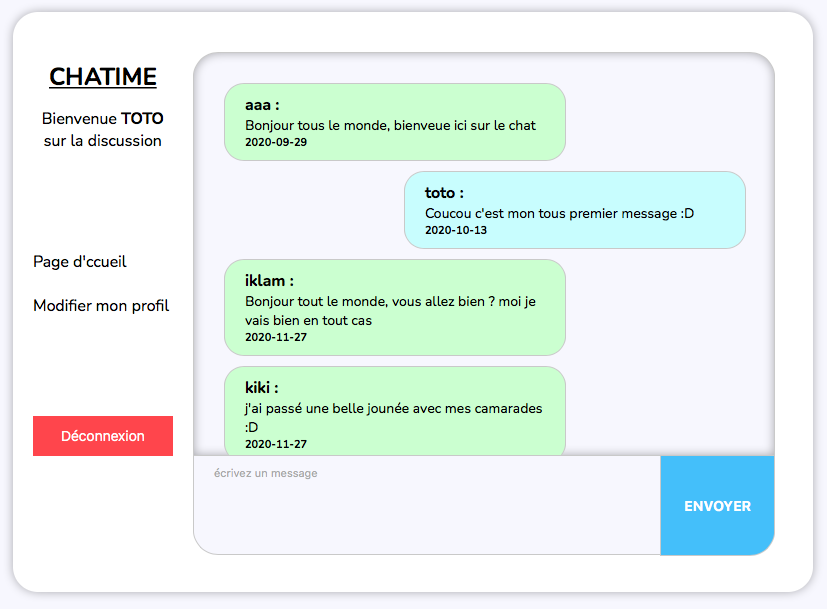 CHATIME
Bienvenue TOTO
sur la discussion
Page d'ccueil
Modifier mon profil
Déconnexion
aaa :
Bonjour tous le monde, bienveue ici sur le chat
2020-09-29
toto :
Coucou c'est mon tous premier message :D
2020-10-13
iklam :
Bonjour tout le monde, vous allez bien ? moi je
vais bien en tout cas
2020-11-27
kiki :
j'ai passé une belle jounée avec mes camarades
:D
2020-11-27
écrivez un message
ENVOYER